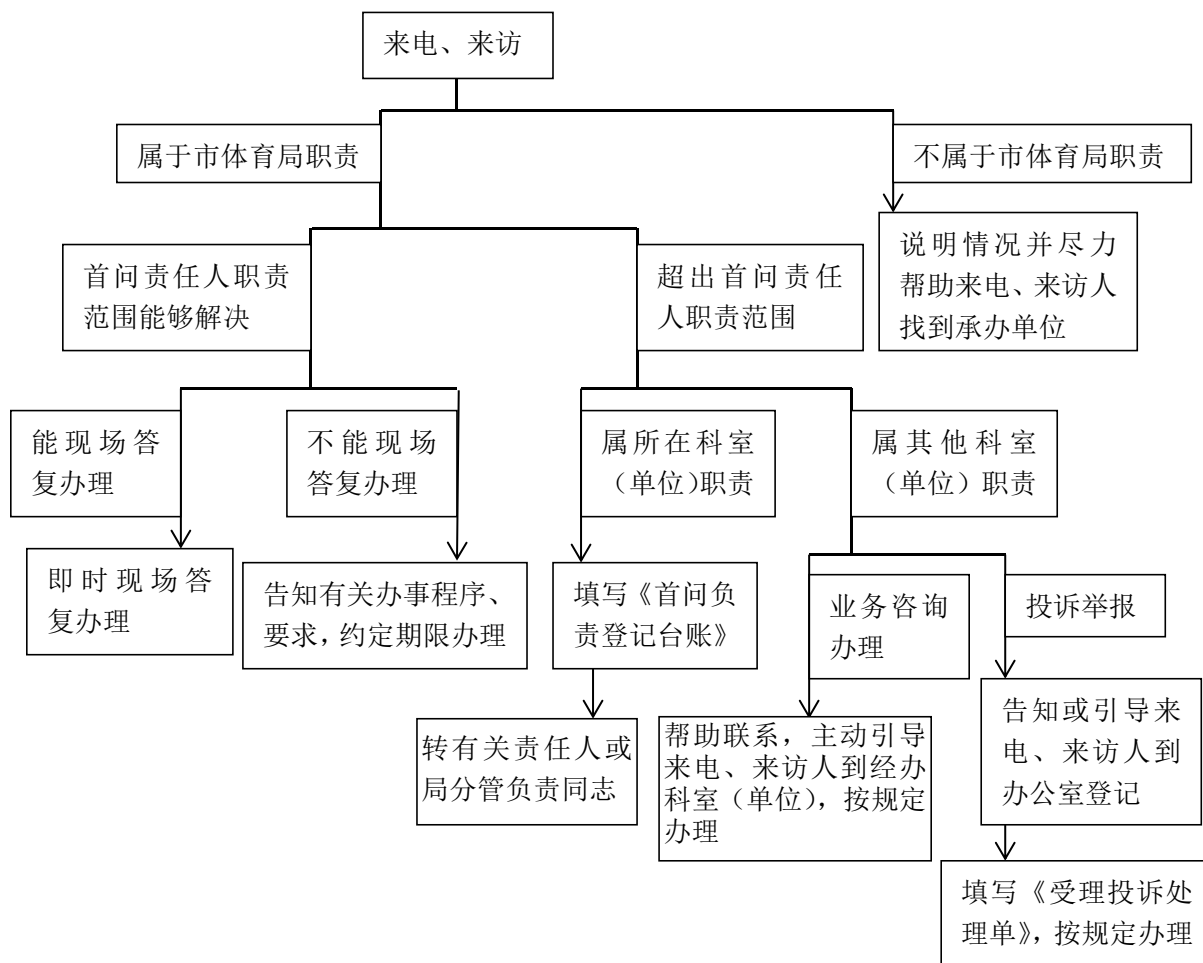 来电、来访
属于市体育局职责
不属于市体育局职责
说明情况并尽力
帮助来电、来访人
找到承办单位
首问责任人职责
范围能够解决
超出首问责任
人职责范围
能现场答
复办理
不能现场
答复办理
属所在科室
（单位）职责
属其他科室
（单位）职责
即时现场答
复办理
告知有关办事程序、
要求，约定期限办理
填写《首问负
责登记台账》
业务咨询
办理
投诉举报
转有关责任人或
局分管负责同志
帮助联系，主动引导
来电、来访人到经办
科室（单位），按规定
办理
告知或引导来
电、来访人到
办公室登记
填写《受理投诉处
理单》，按规定办理